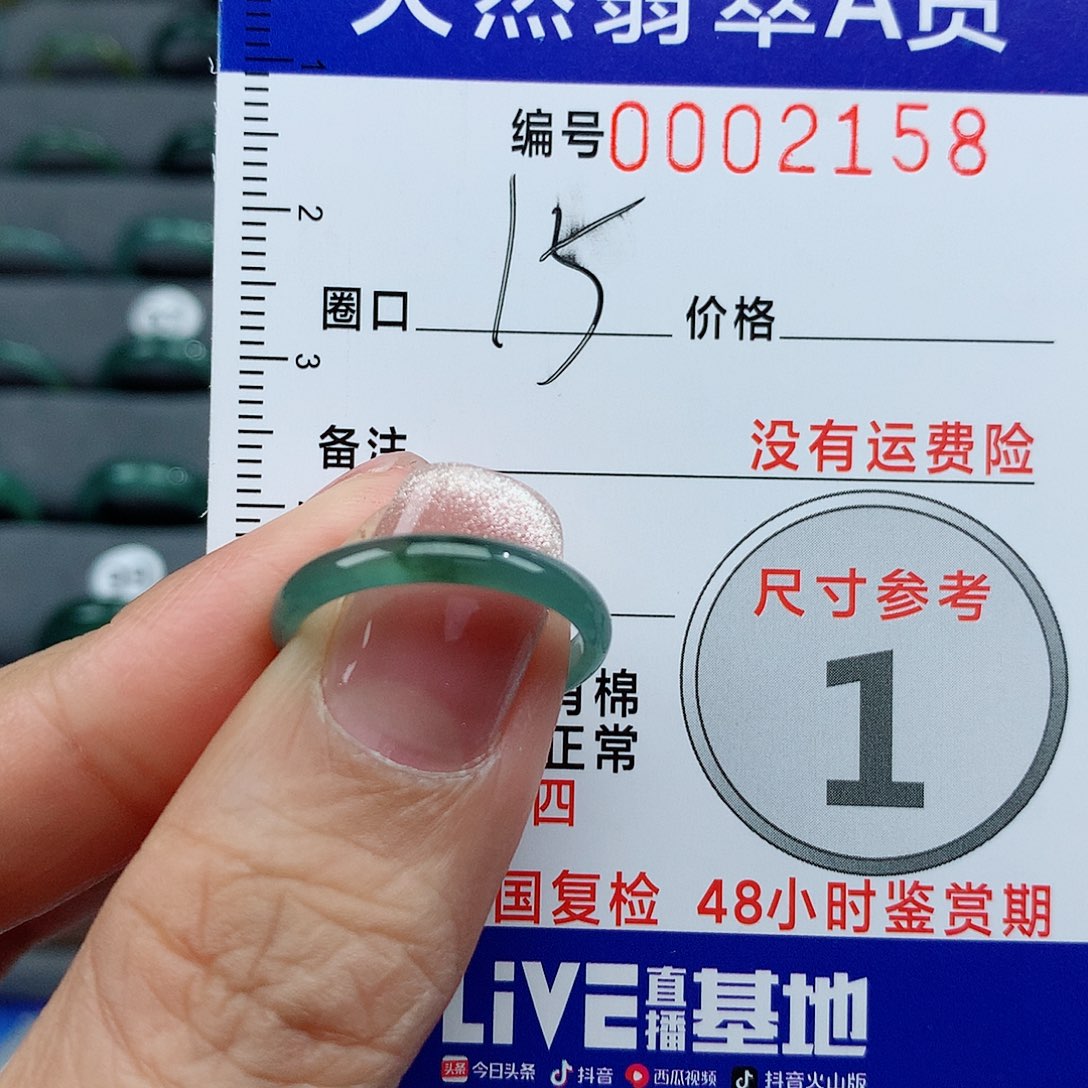 天然翡翠A货
1
编号0002158
2
圈口 15 价格
3
备注
没有运费险
尺寸参考
1
有棉
正常
四
国复检 48小时鉴赏期
LiVE直播基地
头条 今日头条 抖音 西瓜视频 抖音火山版